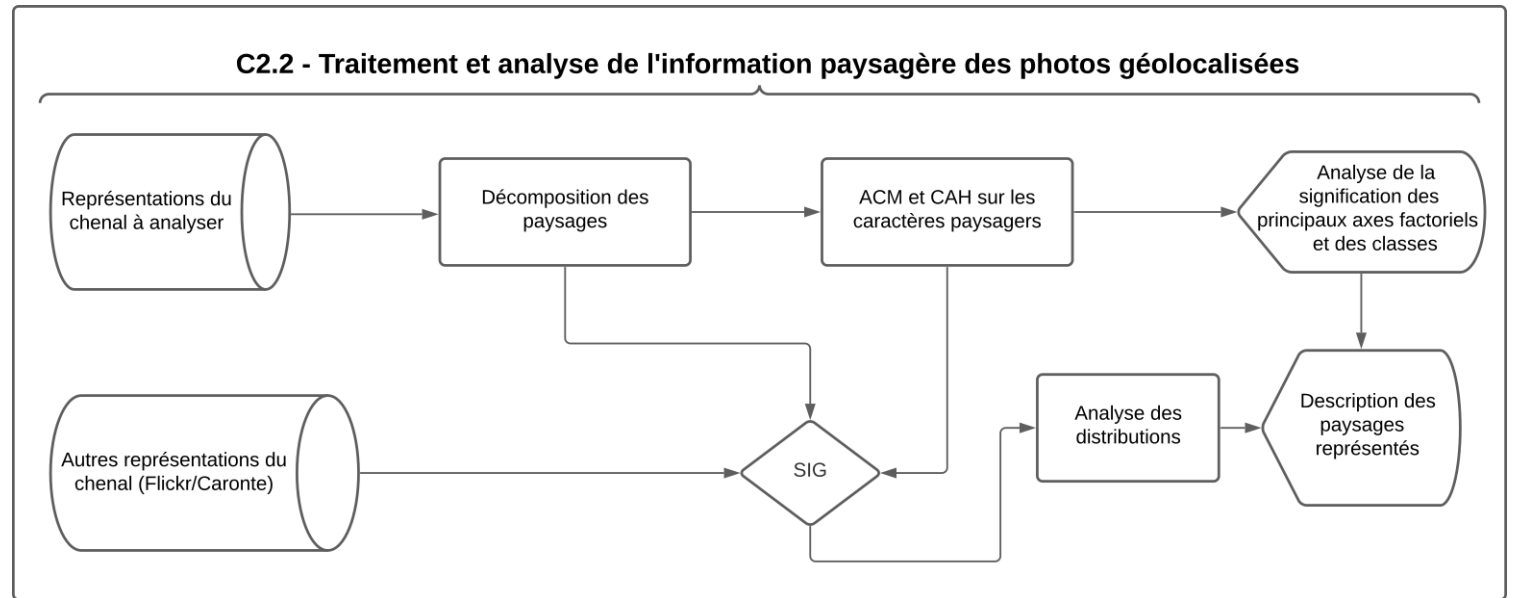 C2.2 - Traitement et analyse de l'information paysagère des photos géolocalisées
Représentations du
chenal à analyser
Décomposition des
paysages
ACM et CAH sur les
caractères paysagers
Analyse de la
signification des
principaux axes factoriels
et des classes
Autres représentations du
chenal (Flickr/Caronte)
SIG
Analyse des
distributions
Description des
paysages
représentés